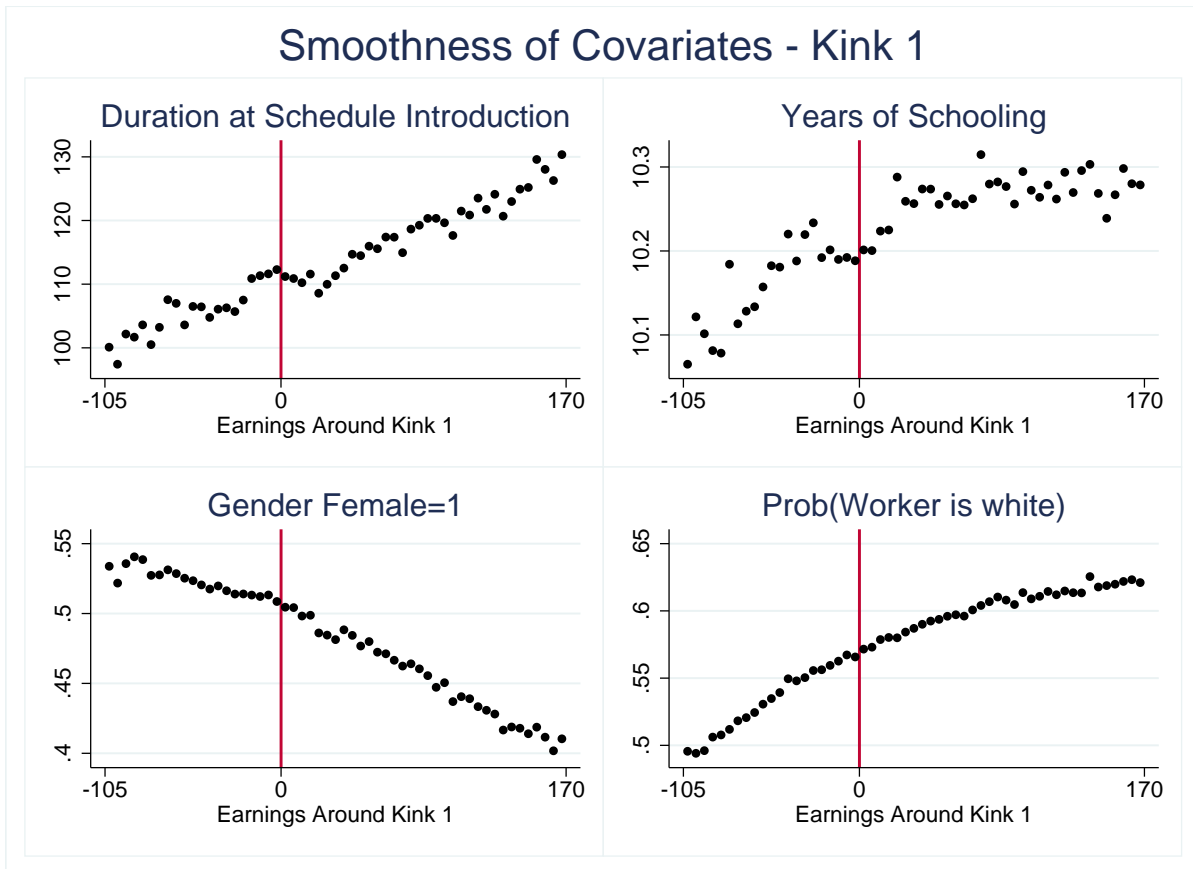 Smoothness of Covariates - Kink 1
Duration at Schedule Introduction
130
120
110
100
-105 0 170
Earnings Around Kink 1
Years of Schooling
10.3
10.2
10.1
-105 0 170
Earnings Around Kink 1
Gender Female=1
.55
.5
.45
.4
-105 0 170
Earnings Around Kink 1
Prob(Worker is white)
.65
.6
.55
.5
-105 0 170
Earnings Around Kink 1